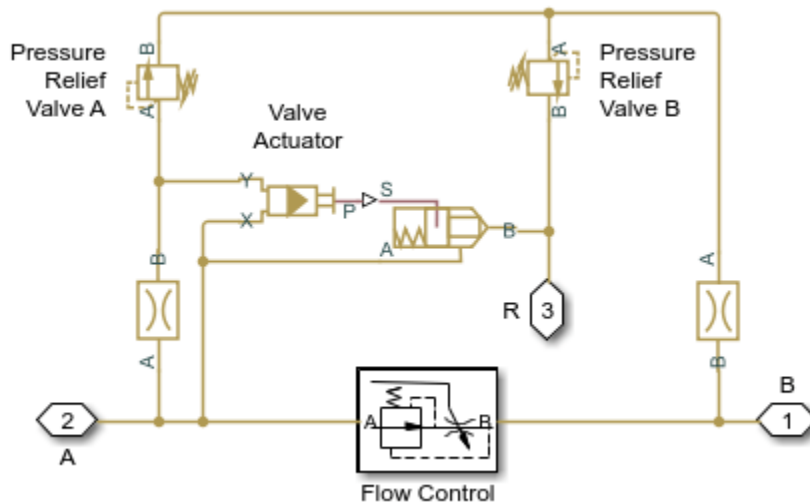 B
A
Pressure
Relief
Valve A
Pressure
Relief
Valve B
A
B
Valve
Actuator
Y
X
P
S
A
B
B
A
A
B
R
3
2
A
A
B
B
1
Flow Control